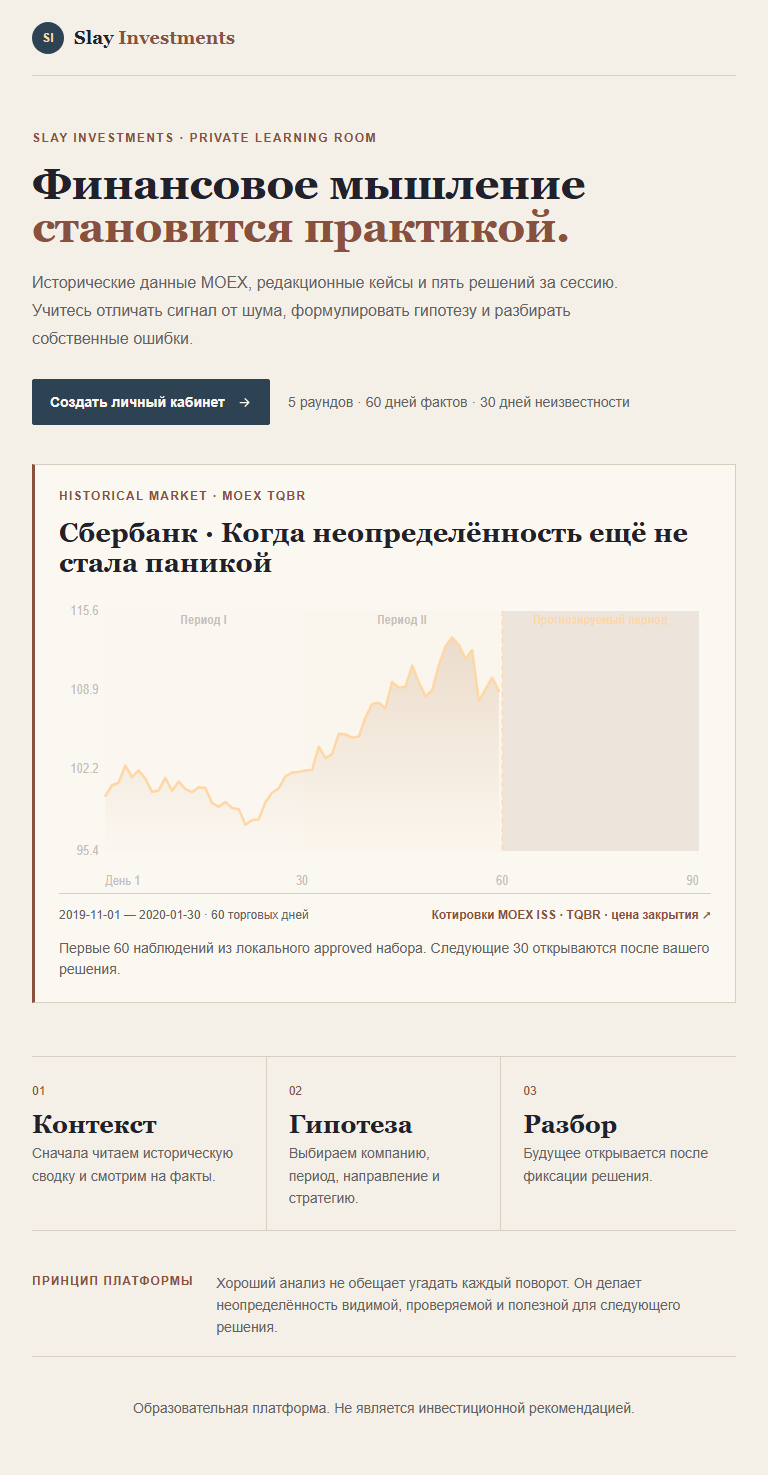 SI Slay Investments
SLAY INVESTMENTS · PRIVATE LEARNING ROOM
Финансовое мышление
становится практикой.
Исторические данные MOEX, редакционные кейсы и пять решений за сессию.
Учитесь отличать сигнал от шума, формулировать гипотезу и разбирать
собственные ошибки.
Создать личный кабинет → 5 раундов · 60 дней фактов · 30 дней неизвестности
HISTORICAL MARKET · MOEX TQBR
Сбербанк · Когда неопределённость ещё не
стала паникой
115.6
Период I Период II Прогнозируемый период
108.9
102.2
95.4
День 1 30 60 90
2019-11-01 — 2020-01-30 · 60 торговых дней Котировки MOEX ISS · TQBR · цена закрытия ↗
Первые 60 наблюдений из локального approved набора. Следующие 30 открываются после вашего
решения.
01
Контекст
Сначала читаем историческую
сводку и смотрим на факты.
02
Гипотеза
Выбираем компанию,
период, направление и
стратегию.
03
Разбор
Будущее открывается после
фиксации решения.
ПРИНЦИП ПЛАТФОРМЫ
Хороший анализ не обещает угадать каждый поворот. Он делает
неопределённость видимой, проверяемой и полезной для следующего
решения.
Образовательная платформа. Не является инвестиционной рекомендацией.